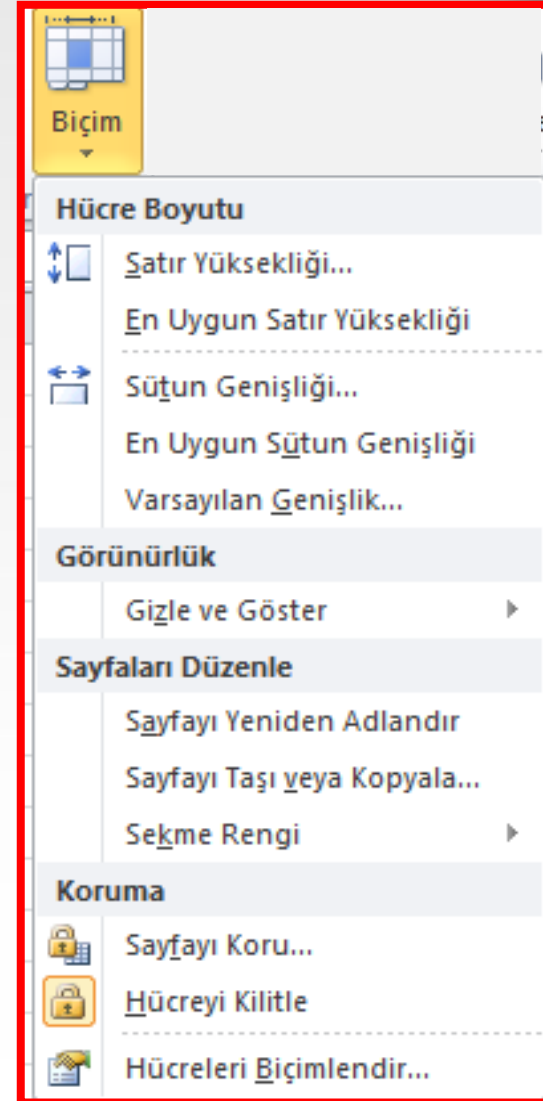 Biçim
Hücre Boyutu
Satır Yüksekliği...
En Uygun Satır Yüksekliği
Sütun Genişliği...
En Uygun Sütun Genişliği
Varsayılan Genişlik...
Görünürlük
Gizle ve Göster
Sayfaları Düzenle
Sayfayı Yeniden Adlandır
Sayfayı Taşı veya Kopyala...
Sekme Rengi
Koruma
Sayfayı Koru...
Hücreyi Kilitle
Hücreleri Biçimlendir...